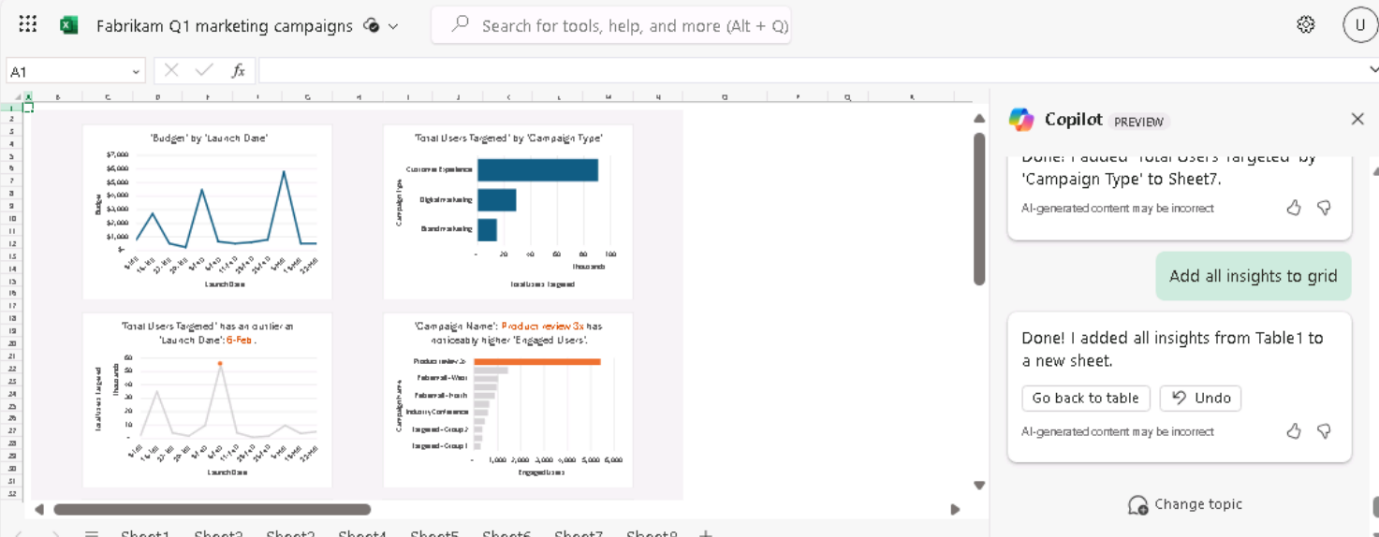 Fabrikam Q1 marketing campaigns
Search for tools, help, and more (Alt + Q)
U
A1
fx
'Budget' by 'Launch Date'
$7,000
$6,000
$5,000
$4,000
$3,000
$2,000
$1,000
$-
Budget
Launch Date
'Total Users Targeted' by 'Campaign Type'
Customer Experience
Digital marketing
Brand marketing
Campaign Type
- 20 40 60 80 100
Thousands
Total Users Targeted
'Total Users Targeted' has an outlier at
'Launch Date': 6-Feb .
60
50
40
30
20
10
-
Total Users Targeted
Thousands
Launch Date
'Campaign Name': Product review 3x has
noticeably higher 'Engaged Users'.
Product review 3x
Industry Conference
Targeted - Group 2
Targeted - Group 1
Campaign Name
- 1,000 2,000 3,000 4,000 5,000 6,000
Engaged Users
Copilot PREVIEW
Done! I added 'Total Users Targeted' by
'Campaign Type' to Sheet7.
AI-generated content may be incorrect
Add all insights to grid
Done! I added all insights from Table1 to
a new sheet.
Go back to table
Undo
AI-generated content may be incorrect
Change topic
Sheet1 Sheet3 Sheet2 Sheet4 Sheet5 Sheet6 Sheet7 Sheet8 +